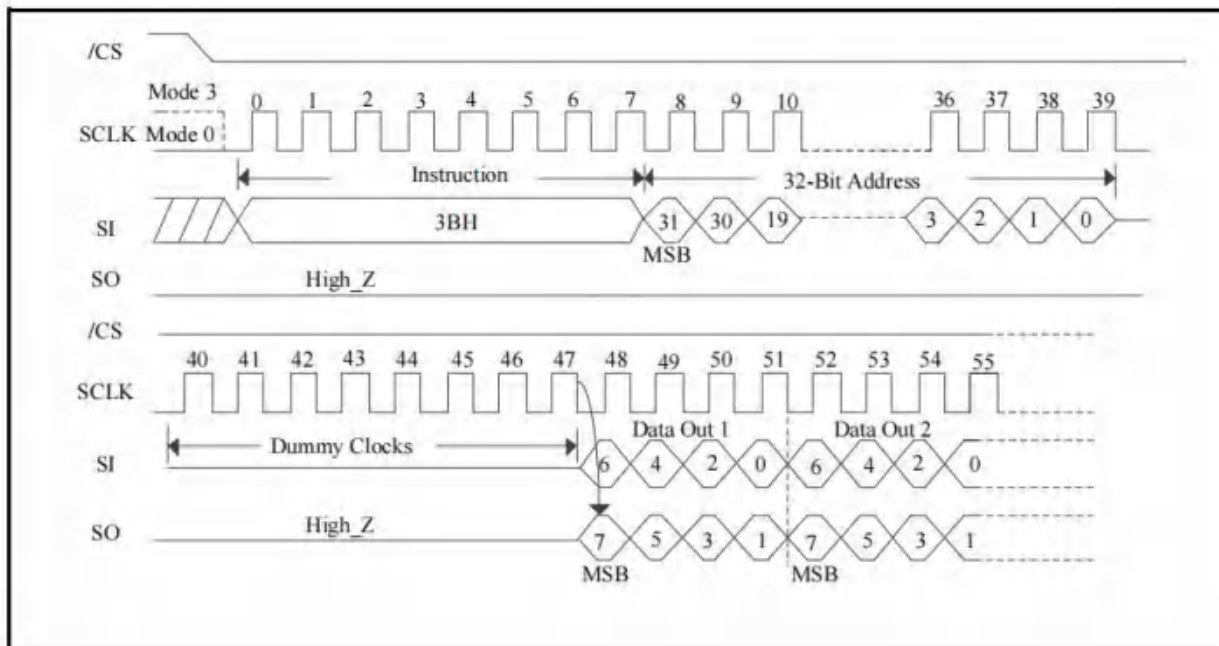 /CS
Mode 3
0 1 2 3 4 5 6 7 8 9 10 36 37 38 39
SCLK Mode 0
Instruction 32-Bit Address
SI 3BH 31 30 19 3 2 1 0
MSB
SO High_Z
/CS
40 41 42 43 44 45 46 47 48 49 50 51 52 53 54 55
SCLK
Dummy Clocks Data Out 1 Data Out 2
SI 6 4 2 0 6 4 2 0
SO High_Z 7 5 3 1 7 5 3 1
MSB MSB